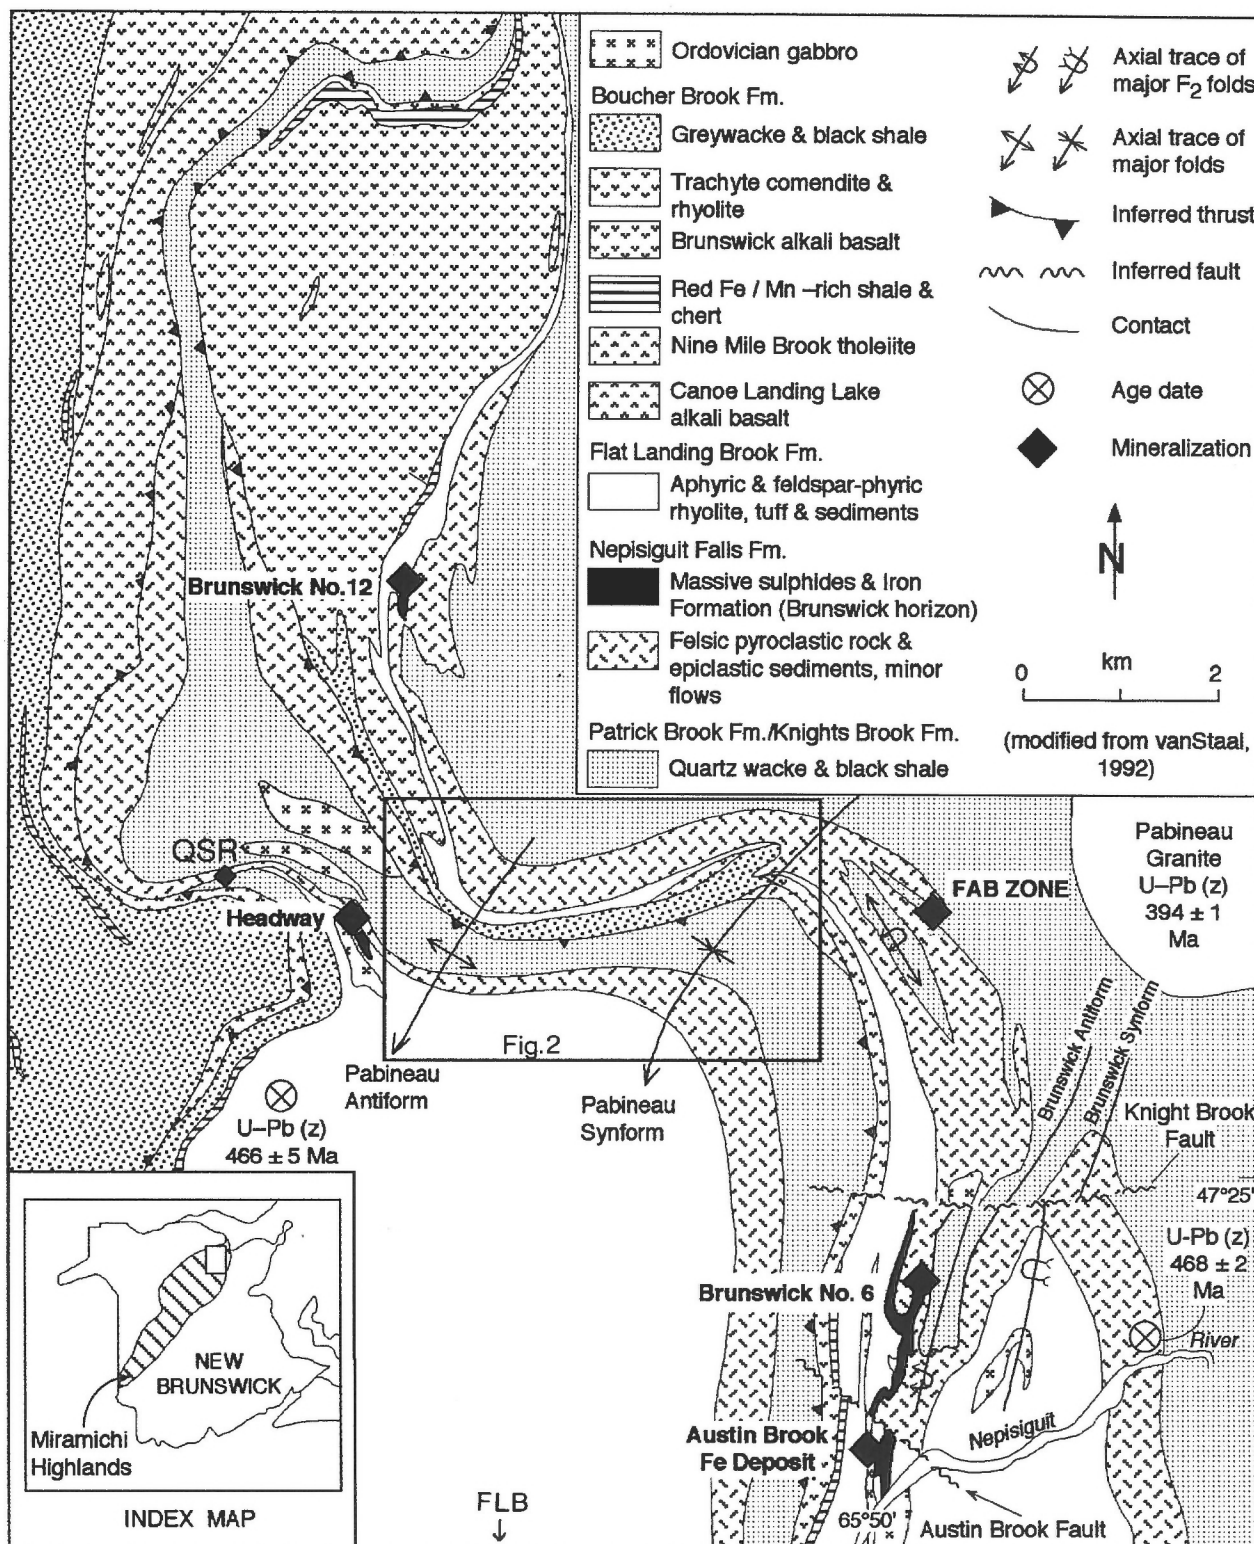 Ordovician gabbro
Boucher Brook Fm.
Greywacke & black shale
Trachyte comendite &
rhyolite
Brunswick alkali basalt
Red Fe / Mn –rich shale &
chert
Nine Mile Brook tholeiite
Canoe Landing Lake
alkali basalt
Flat Landing Brook Fm.
Aphyric & feldspar-phyric
rhyolite, tuff & sediments
Nepisiguit Falls Fm.
Massive sulphides & Iron
Formation (Brunswick horizon)
Felsic pyroclastic rock &
epiclastic sediments, minor
flows
Patrick Brook Fm./Knights Brook Fm.
Quartz wacke & black shale
Axial trace of
major F2 folds
Axial trace of
major folds
Inferred thrust
Inferred fault
Contact
Age date
Mineralization
N
km
0 2
(modified from vanStaal,
1992)
Brunswick No.12
QSR
Headway
FAB ZONE
Pabineau
Granite
U–Pb (z)
394 ± 1
Ma
Fig.2
Pabineau
Antiform
Pabineau
Synform
Brunswick Antiform
Brunswick Synform
Knight Brook
Fault
47°25'
U–Pb (z)
466 ± 5 Ma
U-Pb (z)
468 ± 2
Ma
River
Brunswick No. 6
Nepisiguit
Austin Brook
Fe Deposit
65°50'
Austin Brook Fault
FLB
NEW
BRUNSWICK
Miramichi
Highlands
INDEX MAP